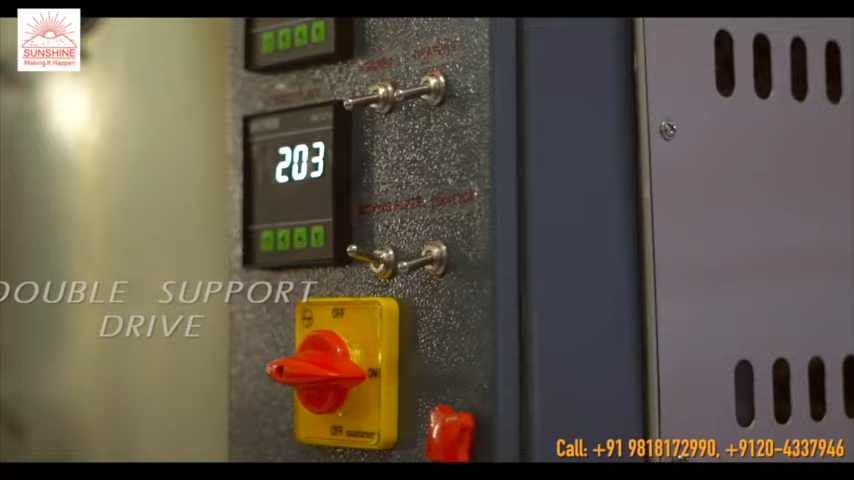 SUNSHINE
Making It Happen
203
DOUBLE SUPPORT
DRIVE
OFF
ON
OFF
Call: +91 9818172990, +9120-4337946